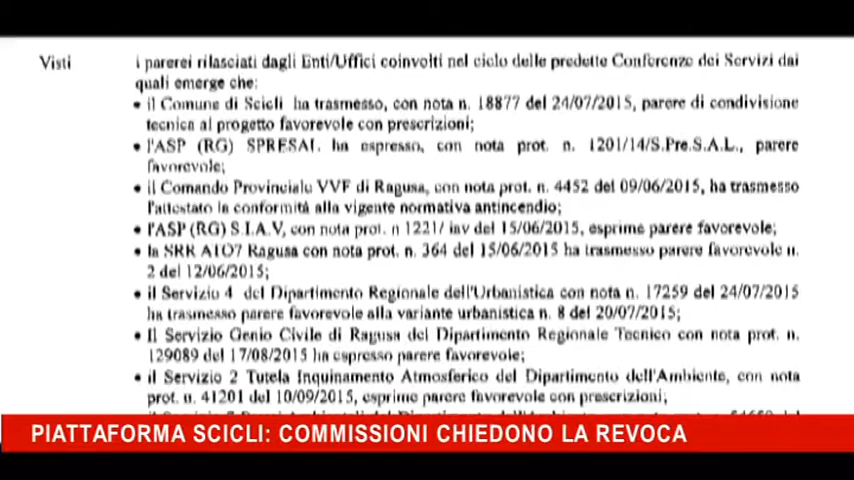 Visti i parerei rilasciati dagli Enti/Uffici coinvolti nel ciclo delle predette Conferenze dei Servizi dai
quali emerge che:
• il Comune di Scicli ha trasmesso, con nota n. 18877 del 24/07/2015, parere di condivisione
tecnica al progetto favorevole con prescrizioni;
• l'ASP (RG) SPRESAL ha espresso, con nota prot. n. 1201/14/S.Pre.S.A.L., parere
favorevole;
• il Comando Provinciale VVF di Ragusa, con nota prot. n. 4452 del 09/06/2015, ha trasmesso
l'attestato la conformità alla vigente normativa antincendio;
• l'ASP (RG) S.I.A.V, con nota prot. n 1221/ iav del 15/06/2015, esprime parere favorevole;
• la SRR ATO7 Ragusa con nota prot. n. 364 del 15/06/2015 ha trasmesso parere favorevole n.
2 del 12/06/2015;
• il Servizio 4 del Dipartimento Regionale dell'Urbanistica con nota n. 17259 del 24/07/2015
ha trasmesso parere favorevole alla variante urbanistica n. 8 del 20/07/2015;
• Il Servizio Genio Civile di Ragusa del Dipartimento Regionale Tecnico con nota prot. n.
129089 del 17/08/2015 ha espresso parere favorevole;
• il Servizio 2 Tutela Inquinamento Atmosferico del Dipartimento dell'Ambiente, con nota
prot. n. 41201 del 10/09/2015, esprime parere favorevole con prescrizioni;
PIATTAFORMA SCICLI: COMMISSIONI CHIEDONO LA REVOCA